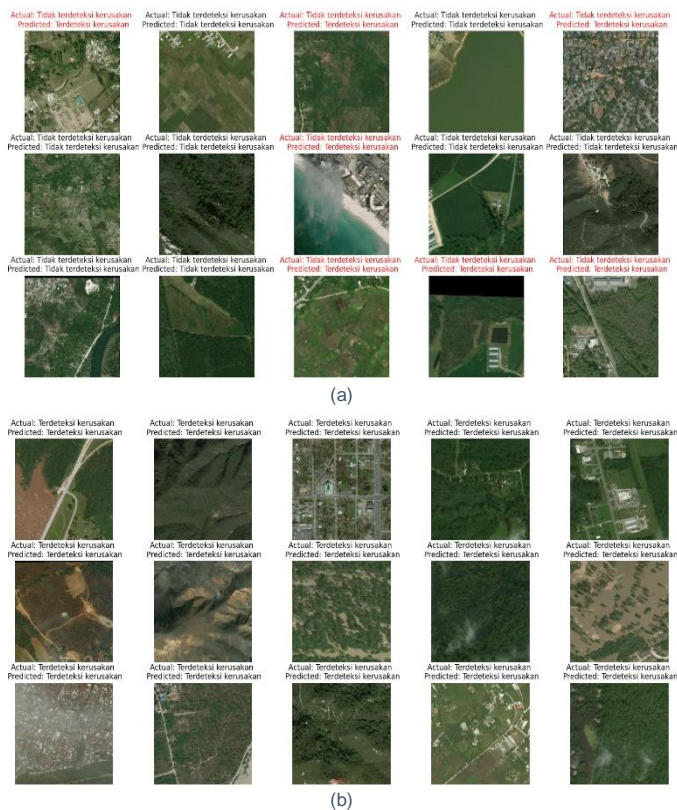 Actual: Tidak terdeteksi kerusakan
Predicted: Terdeteksi kerusakan
Actual: Tidak terdeteksi kerusakan
Predicted: Tidak terdeteksi kerusakan
Actual: Tidak terdeteksi kerusakan
Predicted: Terdeteksi kerusakan
Actual: Tidak terdeteksi kerusakan
Predicted: Tidak terdeteksi kerusakan
Actual: Tidak terdeteksi kerusakan
Predicted: Terdeteksi kerusakan
Actual: Tidak terdeteksi kerusakan
Predicted: Tidak terdeteksi kerusakan
Actual: Tidak terdeteksi kerusakan
Predicted: Tidak terdeteksi kerusakan
Actual: Tidak terdeteksi kerusakan
Predicted: Terdeteksi kerusakan
Actual: Tidak terdeteksi kerusakan
Predicted: Tidak terdeteksi kerusakan
Actual: Tidak terdeteksi kerusakan
Predicted: Tidak terdeteksi kerusakan
Actual: Tidak terdeteksi kerusakan
Predicted: Tidak terdeteksi kerusakan
Actual: Tidak terdeteksi kerusakan
Predicted: Tidak terdeteksi kerusakan
Actual: Tidak terdeteksi kerusakan
Predicted: Terdeteksi kerusakan
Actual: Tidak terdeteksi kerusakan
Predicted: Terdeteksi kerusakan
Actual: Tidak terdeteksi kerusakan
Predicted: Terdeteksi kerusakan
(a)
Actual: Terdeteksi kerusakan
Predicted: Terdeteksi kerusakan
Actual: Terdeteksi kerusakan
Predicted: Terdeteksi kerusakan
Actual: Terdeteksi kerusakan
Predicted: Terdeteksi kerusakan
Actual: Terdeteksi kerusakan
Predicted: Terdeteksi kerusakan
Actual: Terdeteksi kerusakan
Predicted: Terdeteksi kerusakan
Actual: Terdeteksi kerusakan
Predicted: Terdeteksi kerusakan
Actual: Terdeteksi kerusakan
Predicted: Terdeteksi kerusakan
Actual: Terdeteksi kerusakan
Predicted: Terdeteksi kerusakan
Actual: Terdeteksi kerusakan
Predicted: Terdeteksi kerusakan
Actual: Terdeteksi kerusakan
Predicted: Terdeteksi kerusakan
Actual: Terdeteksi kerusakan
Predicted: Terdeteksi kerusakan
Actual: Terdeteksi kerusakan
Predicted: Terdeteksi kerusakan
Actual: Terdeteksi kerusakan
Predicted: Terdeteksi kerusakan
Actual: Terdeteksi kerusakan
Predicted: Terdeteksi kerusakan
Actual: Terdeteksi kerusakan
Predicted: Terdeteksi kerusakan
(b)